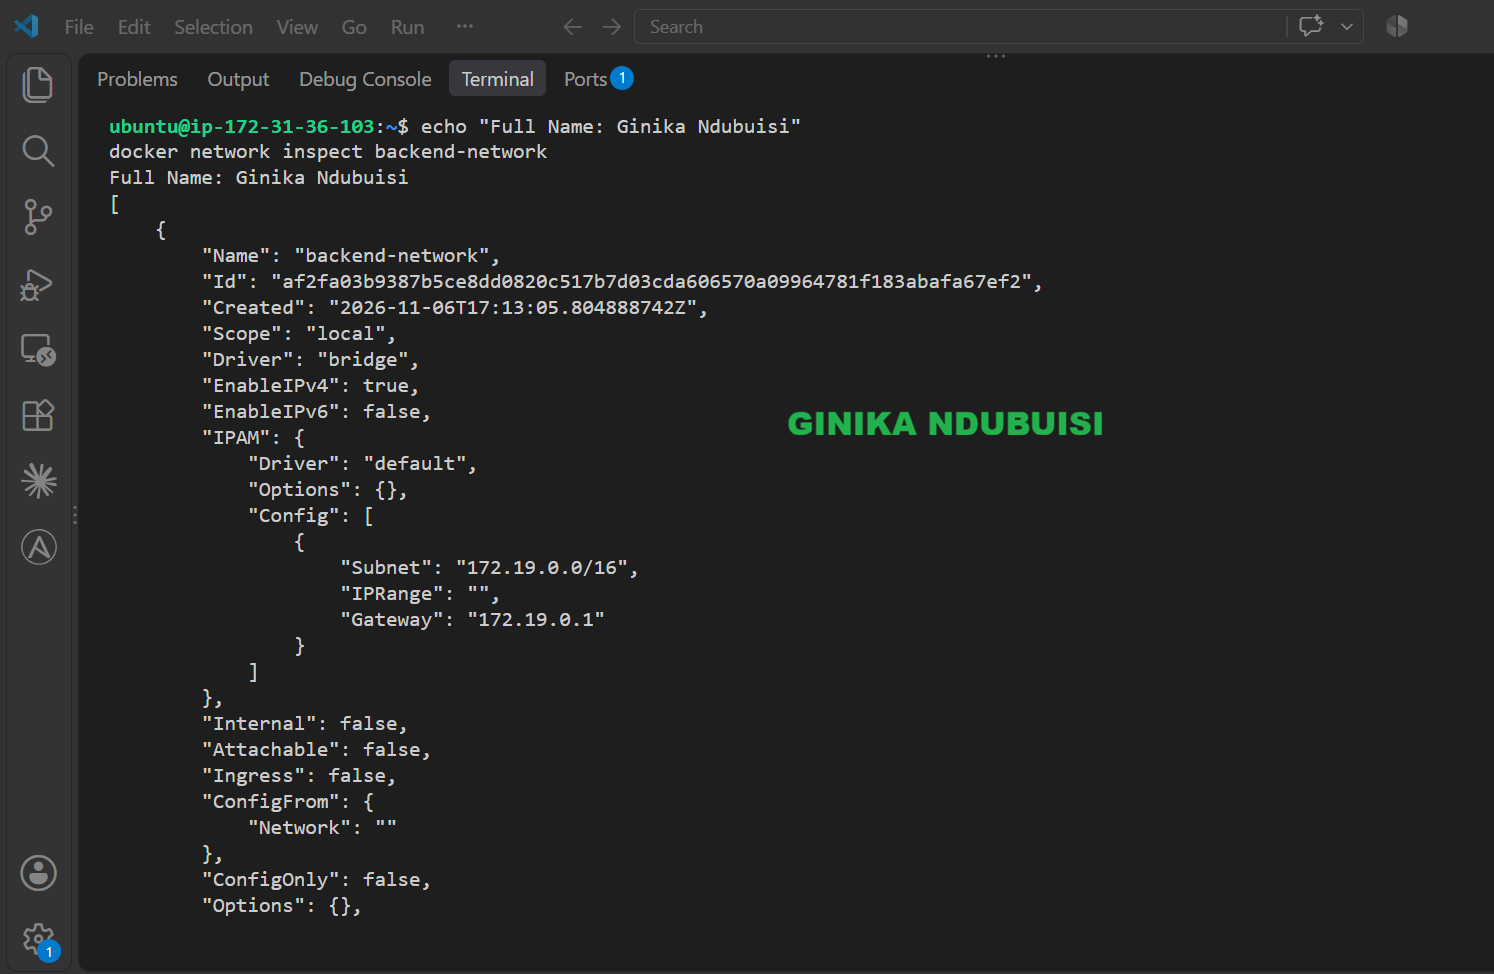 File Edit Selection View Go Run ··· Search
Problems Output Debug Console Terminal Ports 1
ubuntu@ip-172-31-36-103:~$ echo "Full Name: Ginika Ndubuisi"
docker network inspect backend-network
Full Name: Ginika Ndubuisi
[
    {
        "Name": "backend-network",
        "Id": "af2fa03b9387b5ce8dd0820c517b7d03cda606570a09964781f183abafa67ef2",
        "Created": "2026-11-06T17:13:05.804888742Z",
        "Scope": "local",
        "Driver": "bridge",
        "EnableIPv4": true,
        "EnableIPv6": false,
        "IPAM": {
            "Driver": "default",
            "Options": {},
            "Config": [
                {
                    "Subnet": "172.19.0.0/16",
                    "IPRange": "",
                    "Gateway": "172.19.0.1"
                }
            ]
        },
        "Internal": false,
        "Attachable": false,
        "Ingress": false,
        "ConfigFrom": {
            "Network": ""
        },
        "ConfigOnly": false,
        "Options": {},
GINIKA NDUBUISI
1